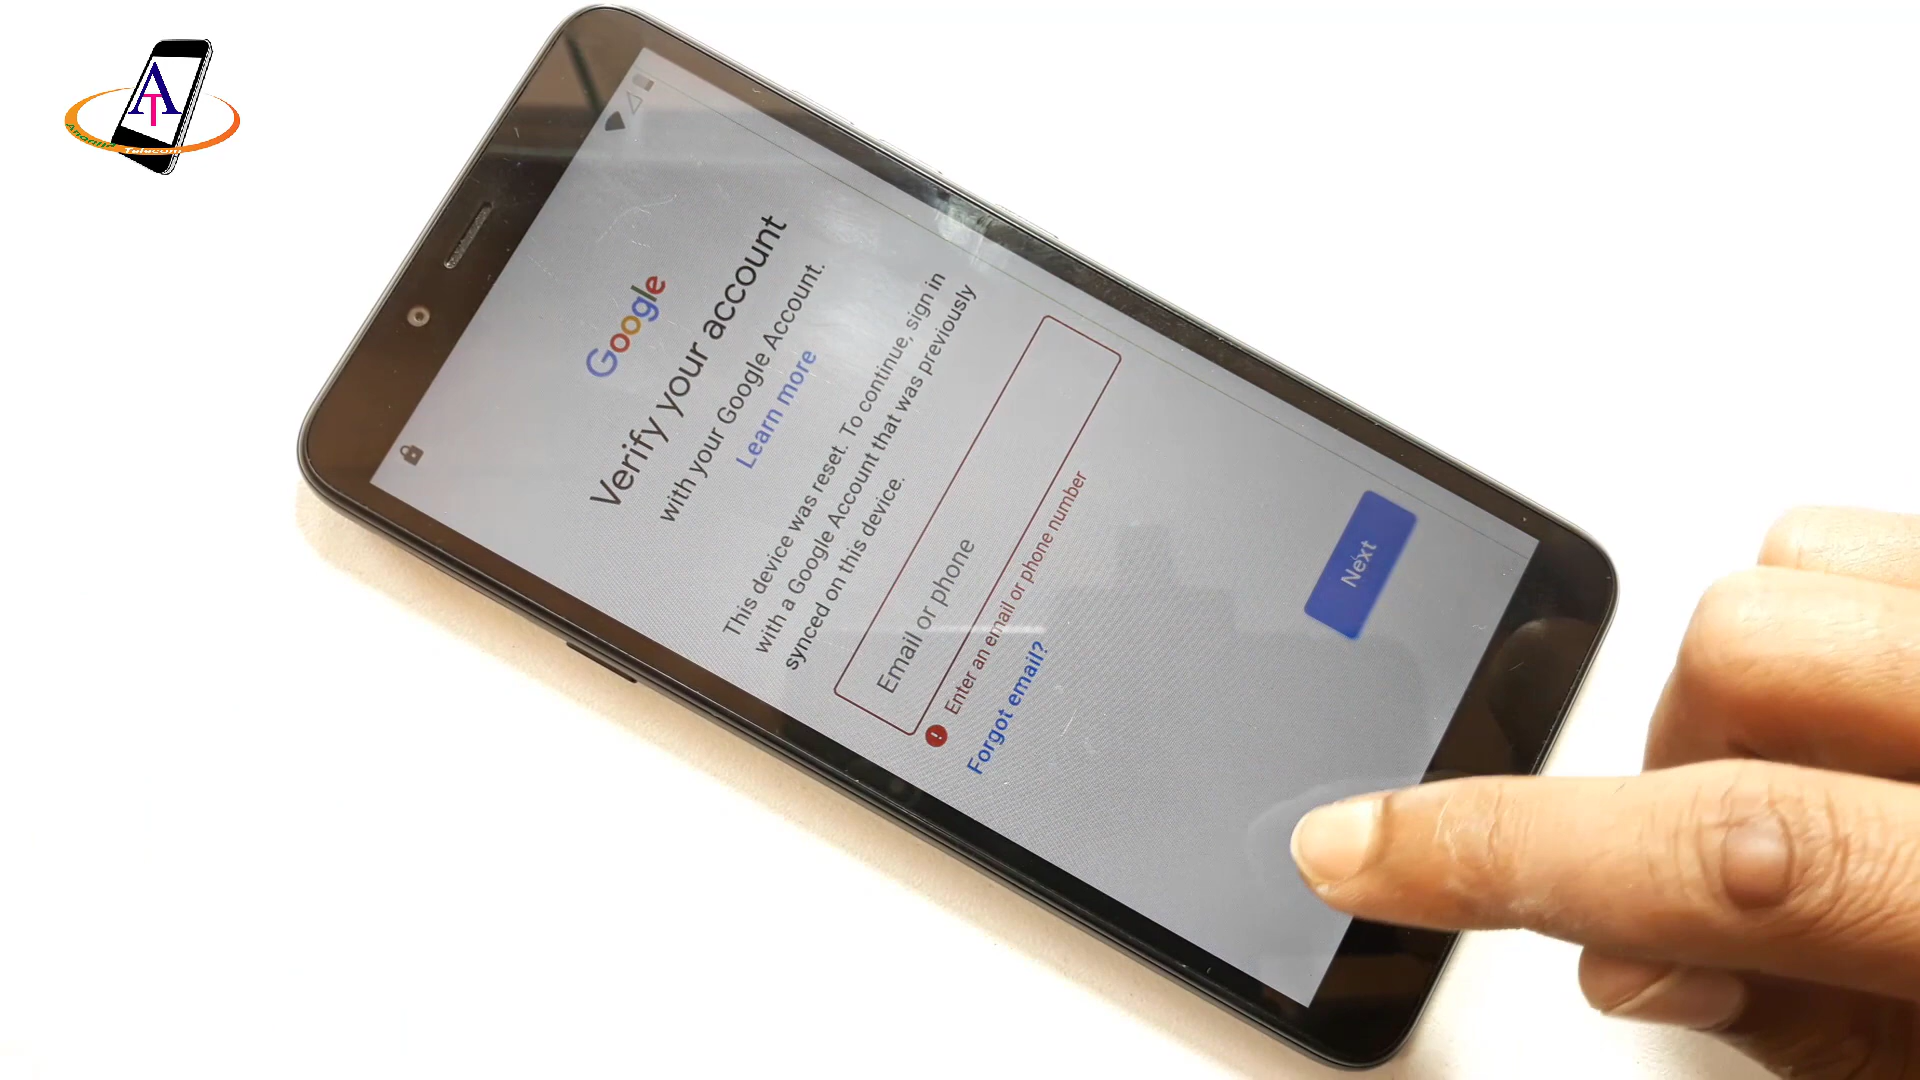 AT
Telecom
Google
Verify your account
with your Google Account.
Learn more
This device was reset. To continue, sign in
with a Google Account that was previously
synced on this device.
Email or phone
Enter an email or phone number
Forgot email?
Next